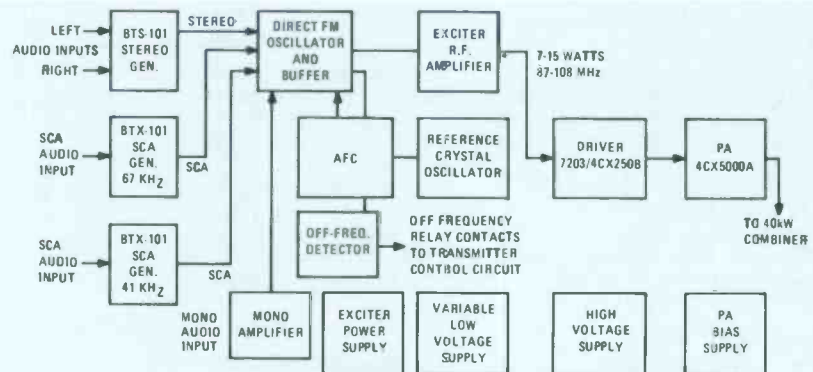 LEFT
AUDIO INPUTS
RIGHT
BTS-101
STEREO
GEN.
STEREO
DIRECT FM
OSCILLATOR
AND
BUFFER
EXCITER
R.F.
AMPLIFIER
7-15 WATTS
87-108 MHz
SCA
AUDIO
INPUT
BTX-101
SCA
GEN.
67 KHz
SCA
AFC
REFERENCE
CRYSTAL
OSCILLATOR
DRIVER
7203/4CX250B
PA
4CX5000A
TO 40kW
COMBINER
OFF-FREQ.
DETECTOR
OFF FREQUENCY
RELAY CONTACTS
TO TRANSMITTER
CONTROL CIRCUIT
SCA
AUDIO
INPUT
BTX-101
SCA
GEN.
41 KHz
SCA
MONO
AUDIO
INPUT
MONO
AMPLIFIER
EXCITER
POWER
SUPPLY
VARIABLE
LOW
VOLTAGE
SUPPLY
HIGH
VOLTAGE
SUPPLY
PA
BIAS
SUPPLY